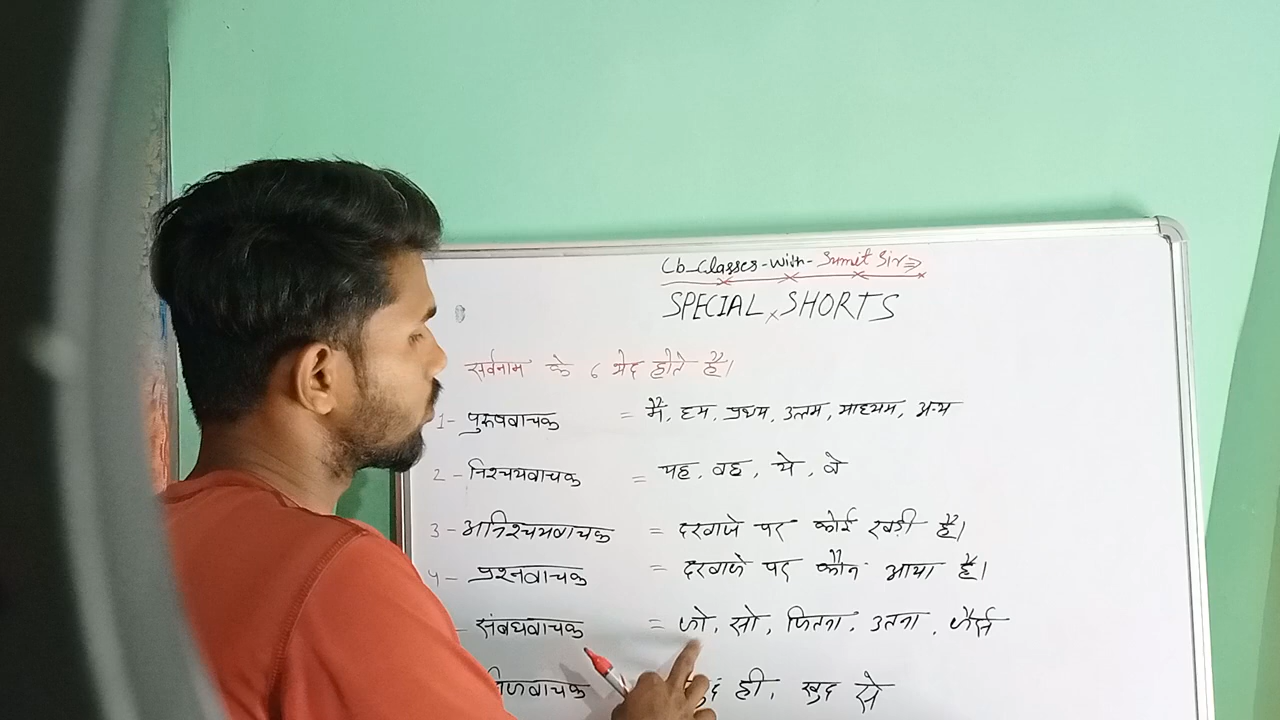 Cb_Classes-with-Sumit Sir⇒
SPECIAL x SHORTS
सर्वनाम के 6 भेद होते हैं।
1- पुरुषवाचक = मैं, हम, प्रथम, उत्तम, माध्यम, अन्य
2- निश्चयवाचक = यह, वह, ये, वे
3- अनिश्चयवाचक = दरवाजे पर कोई खड़ी है।
4- प्रश्नवाचक = दरवाजे पर कौन आया है।
- संबधवाचक = जो, सो, जितना, उतना, जैसे
ही, खुद से